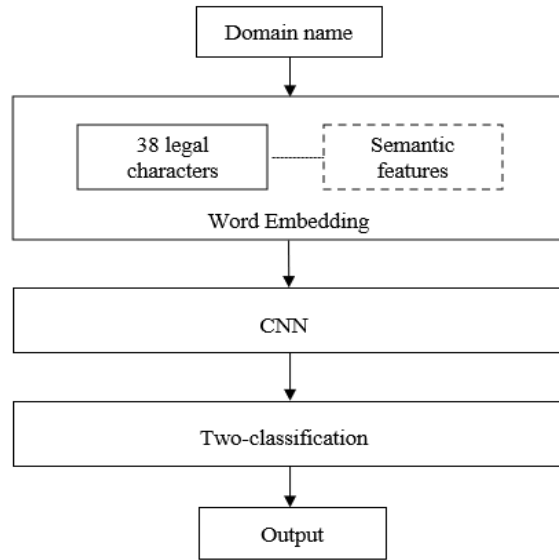 Domain name
38 legal
characters
Semantic
features
Word Embedding
CNN
Two-classification
Output